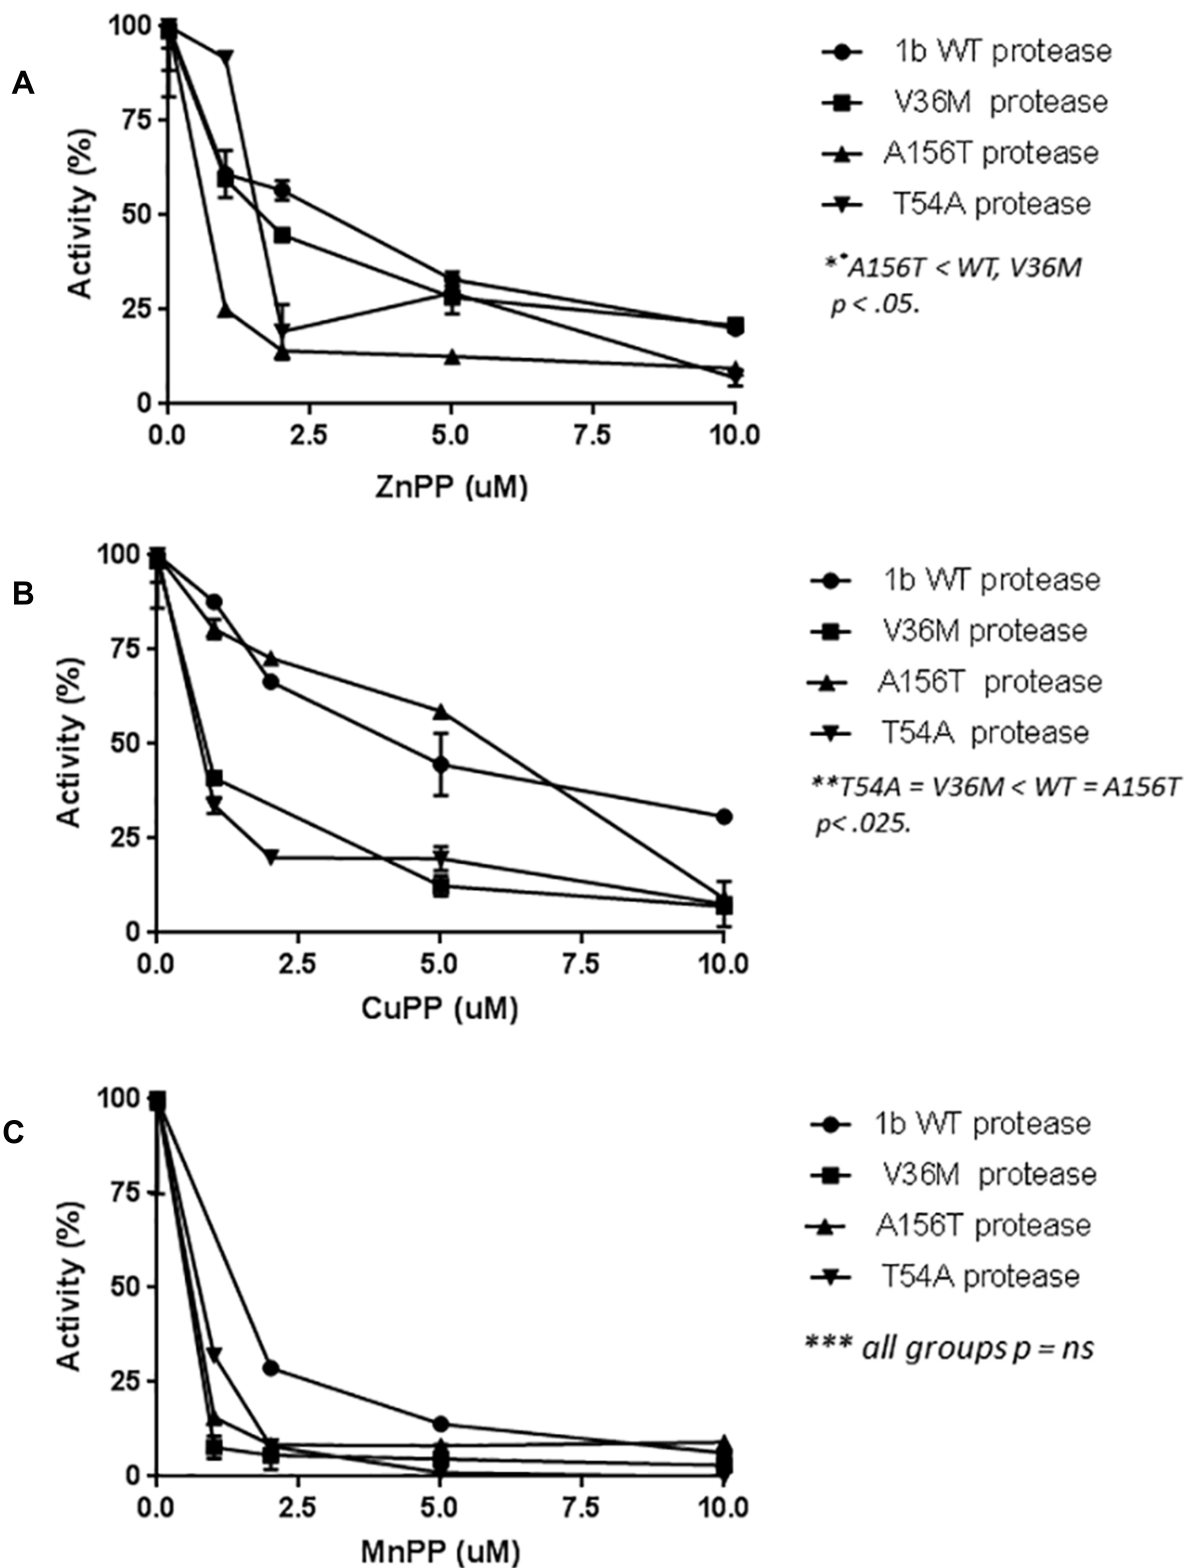 A
100
75
50
25
0
Activity (%)
0.0 2.5 5.0 7.5 10.0
ZnPP (uM)
1b WT protease
V36M protease
A156T protease
T54A protease
**A156T < WT, V36M
p < .05.
B
100
75
50
25
0
Activity (%)
0.0 2.5 5.0 7.5 10.0
CuPP (uM)
1b WT protease
V36M protease
A156T protease
T54A protease
**T54A = V36M < WT = A156T
p< .025.
C
100
75
50
25
0
Activity (%)
0.0 2.5 5.0 7.5 10.0
MnPP (uM)
1b WT protease
V36M protease
A156T protease
T54A protease
*** all groups p = ns